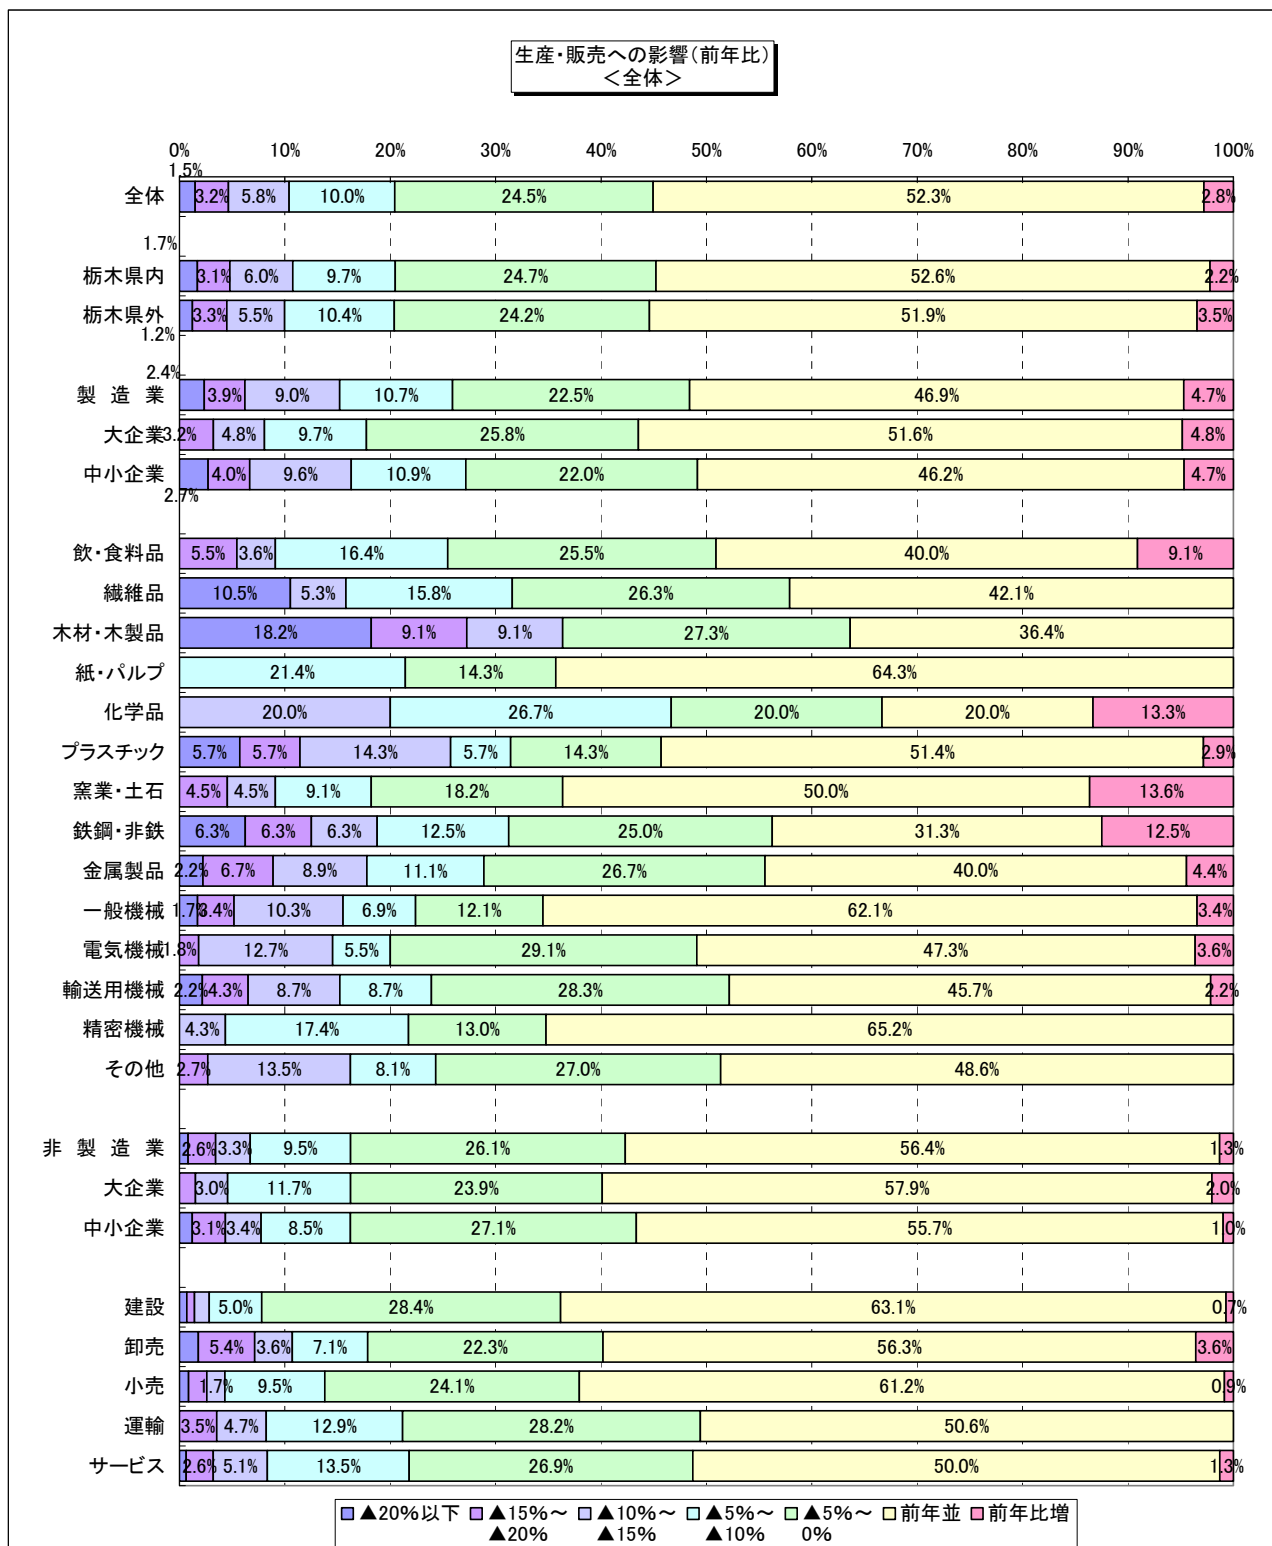 生産・販売への影響(前年比)
＜全体＞
0% 10% 20% 30% 40% 50% 60% 70% 80% 90% 100%
1.5%
全体 3.2% 5.8% 10.0% 24.5% 52.3% 2.8%
1.7%
栃木県内 3.1% 6.0% 9.7% 24.7% 52.6% 2.2%
栃木県外 3.3% 5.5% 10.4% 24.2% 51.9% 3.5%
1.2%
2.4%
製造業 3.9% 9.0% 10.7% 22.5% 46.9% 4.7%
大企業 3.2% 4.8% 9.7% 25.8% 51.6% 4.8%
中小企業 4.0% 9.6% 10.9% 22.0% 46.2% 4.7%
2.7%
飲・食料品 5.5% 3.6% 16.4% 25.5% 40.0% 9.1%
繊維品 10.5% 5.3% 15.8% 26.3% 42.1%
木材・木製品 18.2% 9.1% 9.1% 27.3% 36.4%
紙・パルプ 21.4% 14.3% 64.3%
化学品 20.0% 26.7% 20.0% 20.0% 13.3%
プラスチック 5.7% 5.7% 14.3% 5.7% 14.3% 51.4% 2.9%
窯業・土石 4.5% 4.5% 9.1% 18.2% 50.0% 13.6%
鉄鋼・非鉄 6.3% 6.3% 6.3% 12.5% 25.0% 31.3% 12.5%
金属製品 2.2% 6.7% 8.9% 11.1% 26.7% 40.0% 4.4%
一般機械 1.7% 3.4% 10.3% 6.9% 12.1% 62.1% 3.4%
電気機械 1.8% 12.7% 5.5% 29.1% 47.3% 3.6%
輸送用機械 2.2% 4.3% 8.7% 8.7% 28.3% 45.7% 2.2%
精密機械 4.3% 17.4% 13.0% 65.2%
その他 2.7% 13.5% 8.1% 27.0% 48.6%
非製造業 2.6% 3.3% 9.5% 26.1% 56.4% 1.3%
大企業 3.0% 11.7% 23.9% 57.9% 2.0%
中小企業 3.1% 3.4% 8.5% 27.1% 55.7% 1.0%
建設 5.0% 28.4% 63.1% 0.7%
卸売 5.4% 3.6% 7.1% 22.3% 56.3% 3.6%
小売 1.7% 9.5% 24.1% 61.2% 0.9%
運輸 3.5% 4.7% 12.9% 28.2% 50.6%
サービス 2.6% 5.1% 13.5% 26.9% 50.0% 1.3%
▲20%以下 ▲15%～ ▲10%～ ▲5%～ ▲5%～ 前年並 前年比増
▲20% ▲15% ▲10% 0%